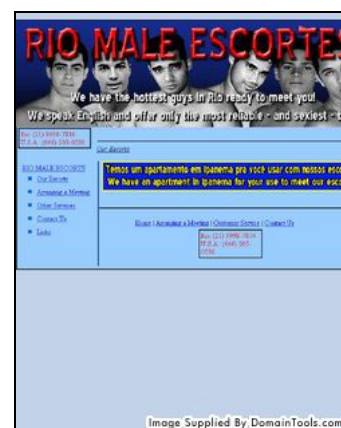 RIO MALE ESCORTES
We have the hottest guys in Rio ready to meet you!
We speak English and offer only the most reliable - and sexiest -
Our Escorts
Temos um apartamento em Ipanema pra você usar com nossos
We have an apartment in Ipanema for your use to meet our
RIO MALE ESCORTS
Our Escorts
Arranging a Meeting
Other Services
Contact Us
Links
Home | Arranging a Meeting | Customer Service | Contact Us
Image Supplied By DomainTools.com